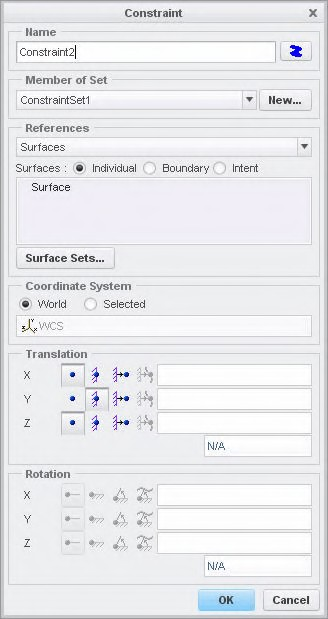 Constraint
Name
Constraint2
Member of Set
ConstraintSet1 New...
References
Surfaces
Surfaces : Individual Boundary Intent
Surface
Surface Sets...
Coordinate System
World Selected
WCS
Translation
X
Y
Z
N/A
Rotation
X
Y
Z
N/A
OK Cancel